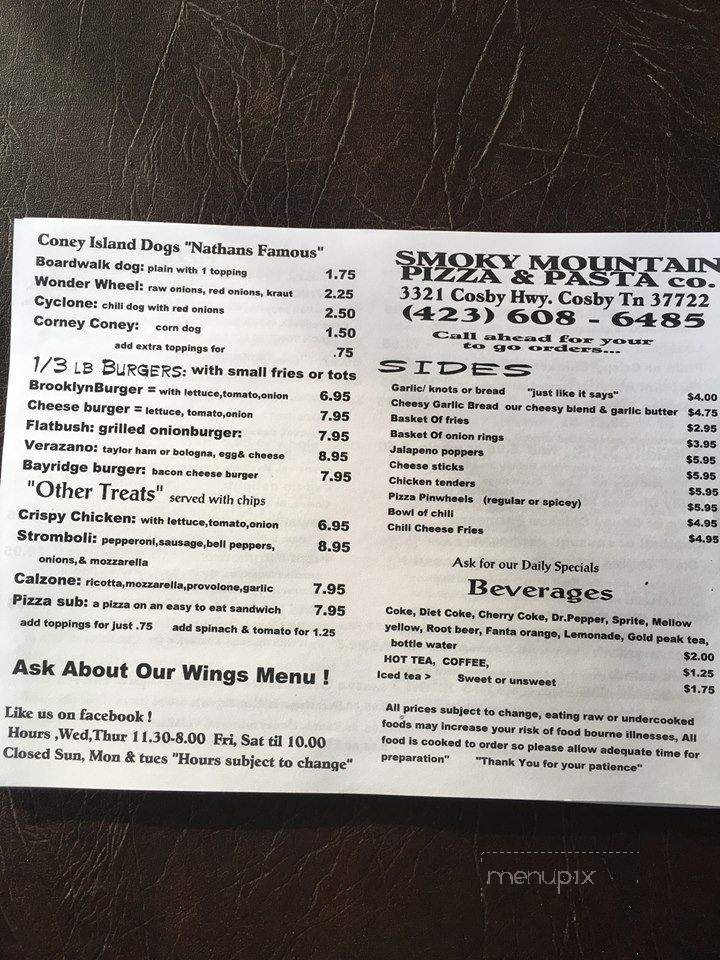 Coney Island Dogs "Nathans Famous"
Boardwalk dog: plain with 1 topping 1.75
Wonder Wheel: raw onions, red onions, kraut 2.25
Cyclone: chili dog with red onions 2.50
Corney Coney: corn dog 1.50
add extra toppings for .75
1/3 LB BURGERS: with small fries or tots
BrooklynBurger = with lettuce,tomato,onion 6.95
Cheese burger = lettuce, tomato,onion 7.95
Flatbush: grilled onionburger: 7.95
Verazano: taylor ham or bologna, egg& cheese 8.95
Bayridge burger: bacon cheese burger 7.95
"Other Treats" served with chips
Crispy Chicken: with lettuce,tomato,onion 6.95
Stromboli: pepperoni,sausage,bell peppers, 8.95
onions,& mozzarella
Calzone: ricotta,mozzarella,provolone,garlic 7.95
Pizza sub: a pizza on an easy to eat sandwich 7.95
add toppings for just .75 add spinach & tomato for 1.25
Ask About Our Wings Menu !
Like us on facebook !
Hours ,Wed,Thur 11.30-8.00 Fri, Sat til 10.00
Closed Sun, Mon & tues "Hours subject to change"
SMOKY MOUNTAIN
PIZZA & PASTA co.
3321 Cosby Hwy. Cosby Tn 37722
(423) 608 - 6485
Call ahead for your
to go orders...
SIDES
Garlic/ knots or bread "just like it says" $4.00
Cheesy Garlic Bread our cheesy blend & garlic butter $4.75
Basket Of fries $2.95
Basket Of onion rings $3.95
Jalapeno poppers $5.95
Cheese sticks $5.95
Chicken tenders $5.95
Pizza Pinwheels (regular or spicey) $5.95
Bowl of chili $4.95
Chili Cheese Fries $4.95
Ask for our Daily Specials
Beverages
Coke, Diet Coke, Cherry Coke, Dr.Pepper, Sprite, Mellow
yellow, Root beer, Fanta orange, Lemonade, Gold peak tea,
bottle water $2.00
HOT TEA, COFFEE, $1.25
Iced tea > Sweet or unsweet $1.75
All prices subject to change, eating raw or undercooked
foods may increase your risk of food bourne illnesses, All
food is cooked to order so please allow adequate time for
preparation" "Thank You for your patience"
menupix